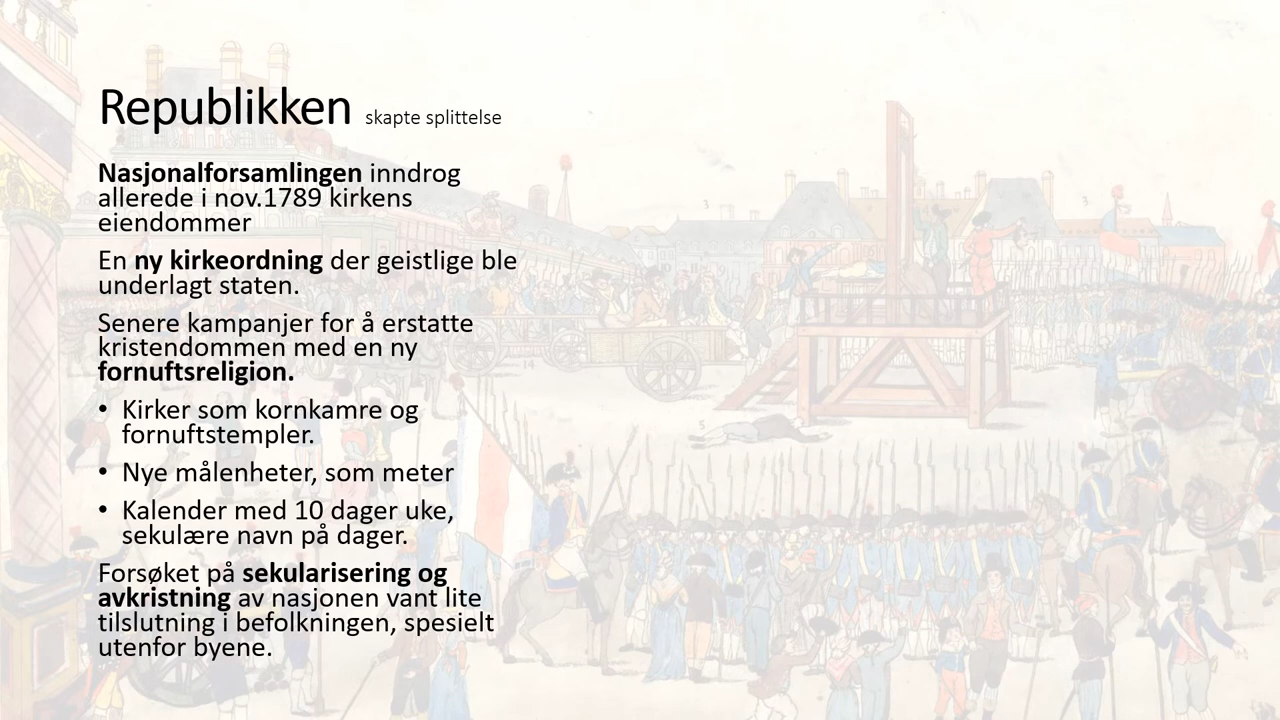 Republikken skapte splittelse
Nasjonalforsamlingen inndrog
allerede i nov.1789 kirkens
eiendommer
En ny kirkeordning der geistlige ble
underlagt staten.
Senere kampanjer for å erstatte
kristendommen med en ny
fornuftsreligion.
• Kirker som kornkamre og
fornuftstempler.
• Nye målenheter, som meter
• Kalender med 10 dager uke,
sekulære navn på dager.
Forsøket på sekularisering og
avkristning av nasjonen vant lite
tilslutning i befolkningen, spesielt
utenfor byene.